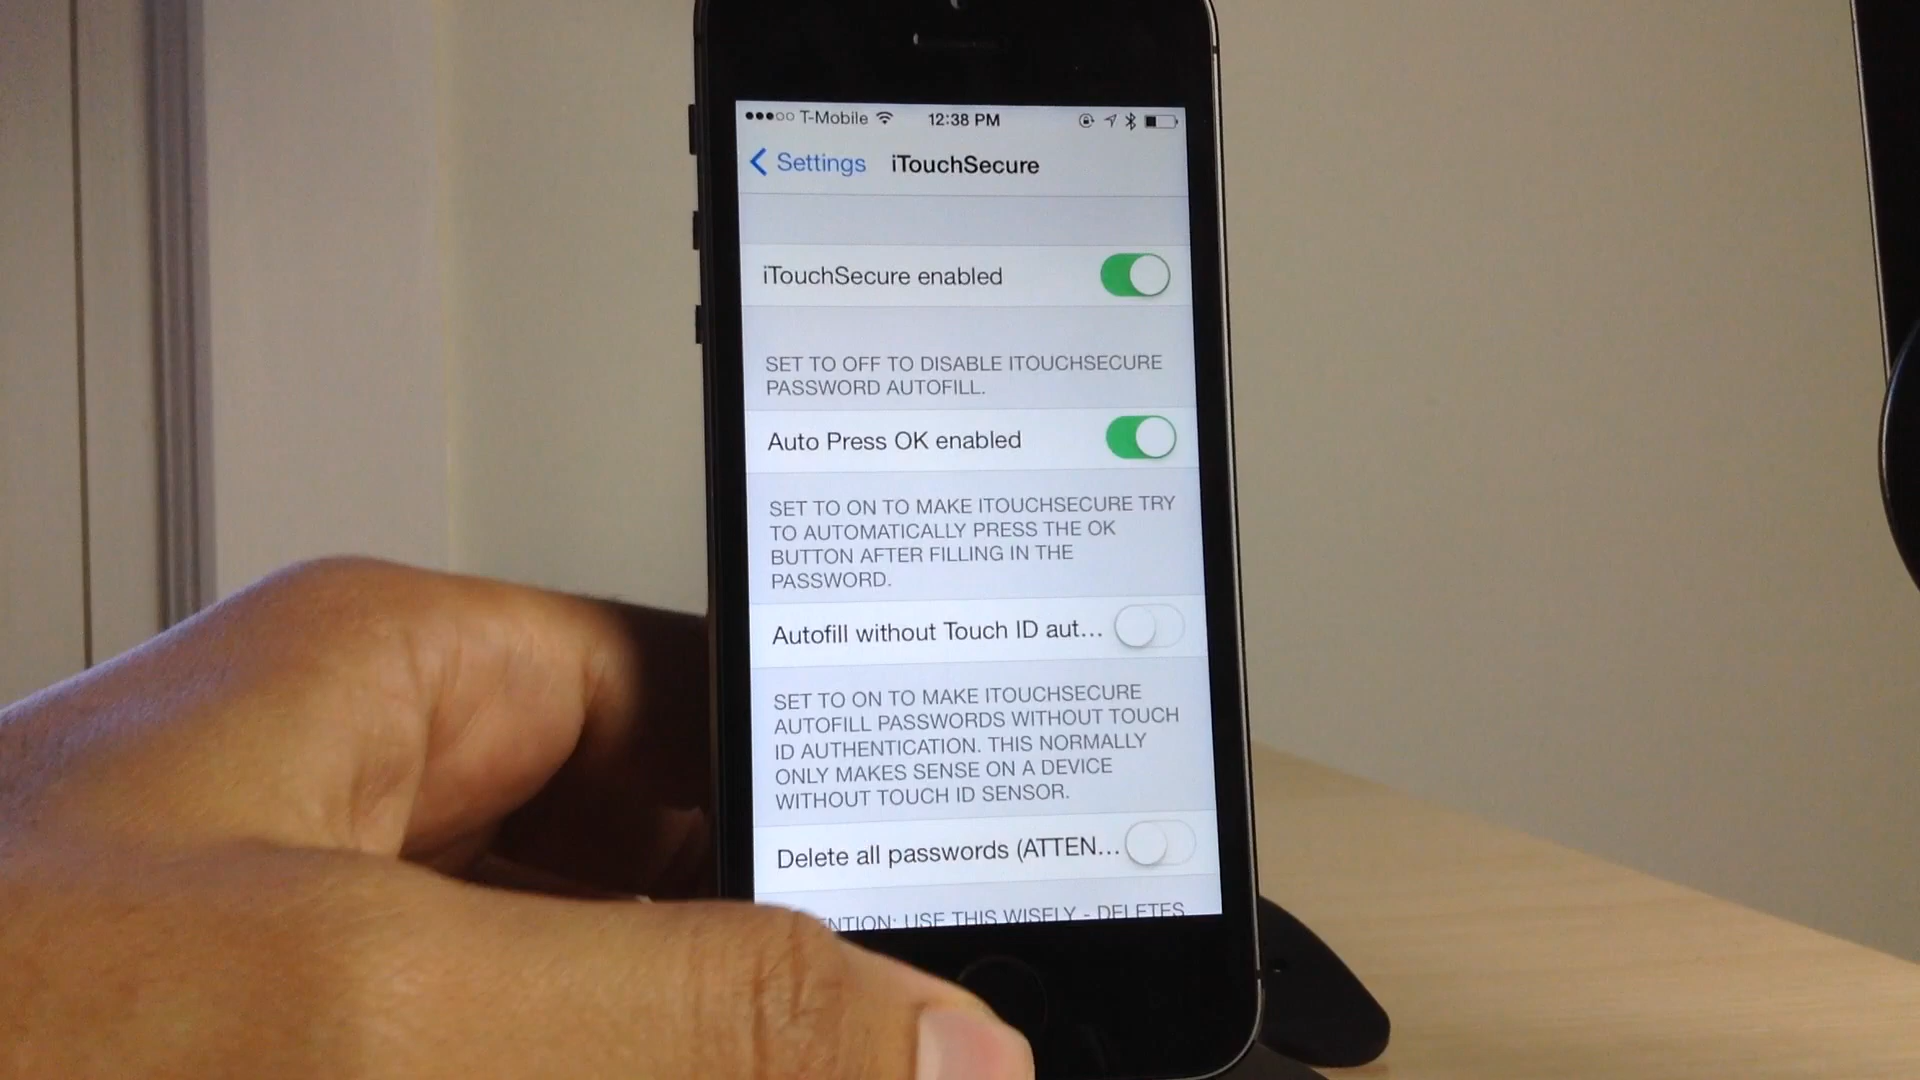 T-Mobile 12:38 PM
Settings iTouchSecure
iTouchSecure enabled
SET TO OFF TO DISABLE ITOUCHSECURE
PASSWORD AUTOFILL.
Auto Press OK enabled
SET TO ON TO MAKE ITOUCHSECURE TRY
TO AUTOMATICALLY PRESS THE OK
BUTTON AFTER FILLING IN THE
PASSWORD.
Autofill without Touch ID aut...
SET TO ON TO MAKE ITOUCHSECURE
AUTOFILL PASSWORDS WITHOUT TOUCH
ID AUTHENTICATION. THIS NORMALLY
ONLY MAKES SENSE ON A DEVICE
WITHOUT TOUCH ID SENSOR.
Delete all passwords (ATTEN...
NTION: USE THIS WISELY - DELETES